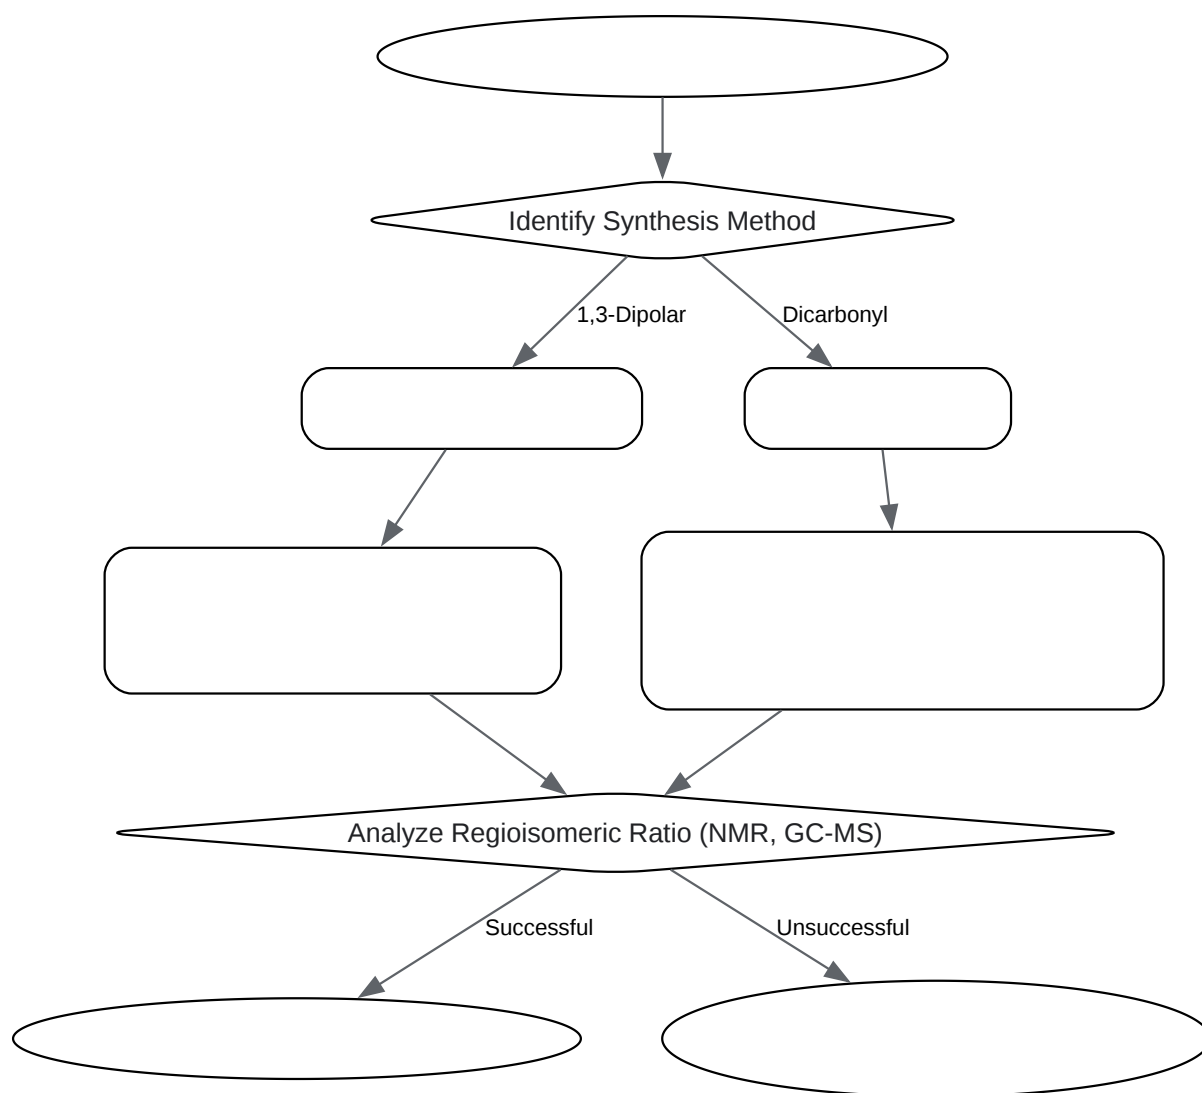 Identify Synthesis Method
1,3-Dipolar
Dicarbonyl
Analyze Regioisomeric Ratio (NMR, GC-MS)
Successful
Unsuccessful